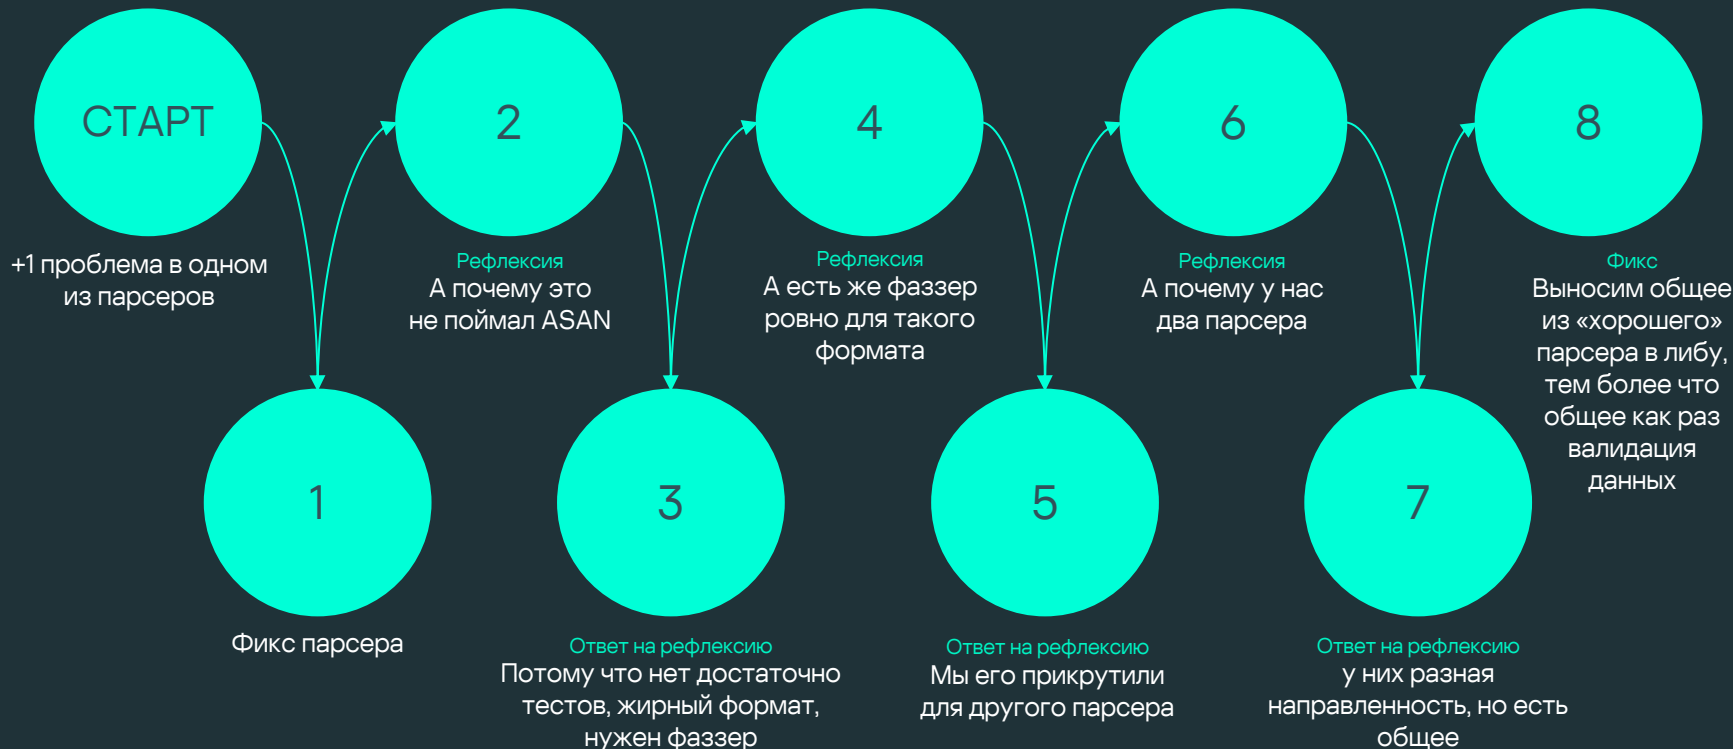 СТАРТ
+1 проблема в одном
из парсеров
1
Фикс парсера
2
Рефлексия
А почему это
не поймал ASAN
3
Ответ на рефлексию
Потому что нет достаточно
тестов, жирный формат,
нужен фаззер
4
Рефлексия
А есть же фаззер
ровно для такого
формата
5
Ответ на рефлексию
Мы его прикрутили
для другого парсера
6
Рефлексия
А почему у нас
два парсера
7
Ответ на рефлексию
у них разная
направленность, но есть
общее
8
Фикс
Выносим общее
из «хорошего»
парсера в либу,
тем более что
общее как раз
валидация
данных